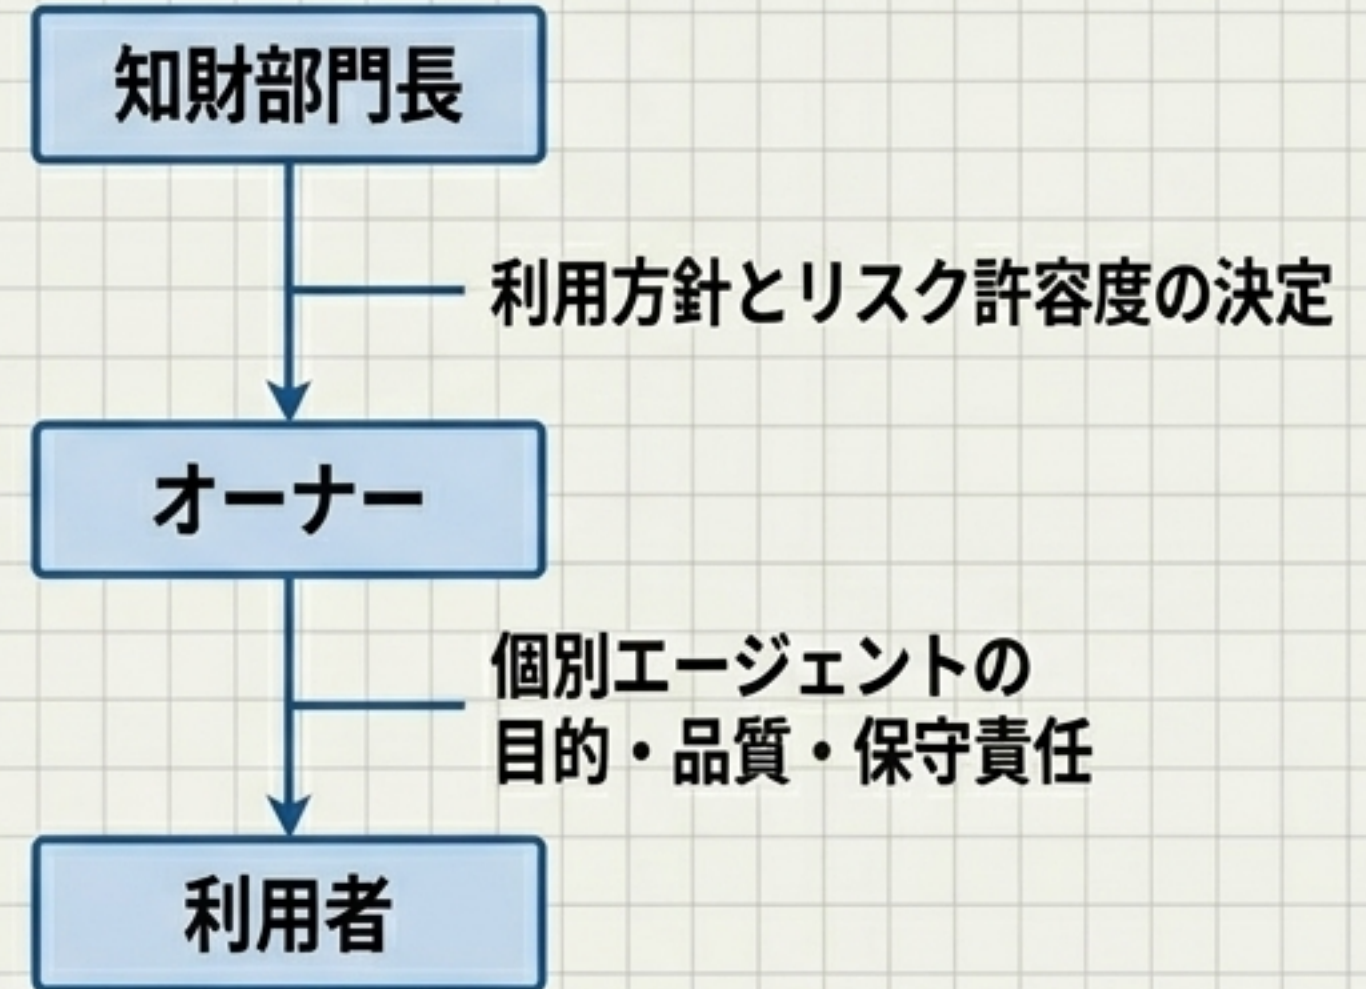 知財部門長
利用方針とリスク許容度の決定
オーナー
個別エージェントの
目的・品質・保守責任
利用者